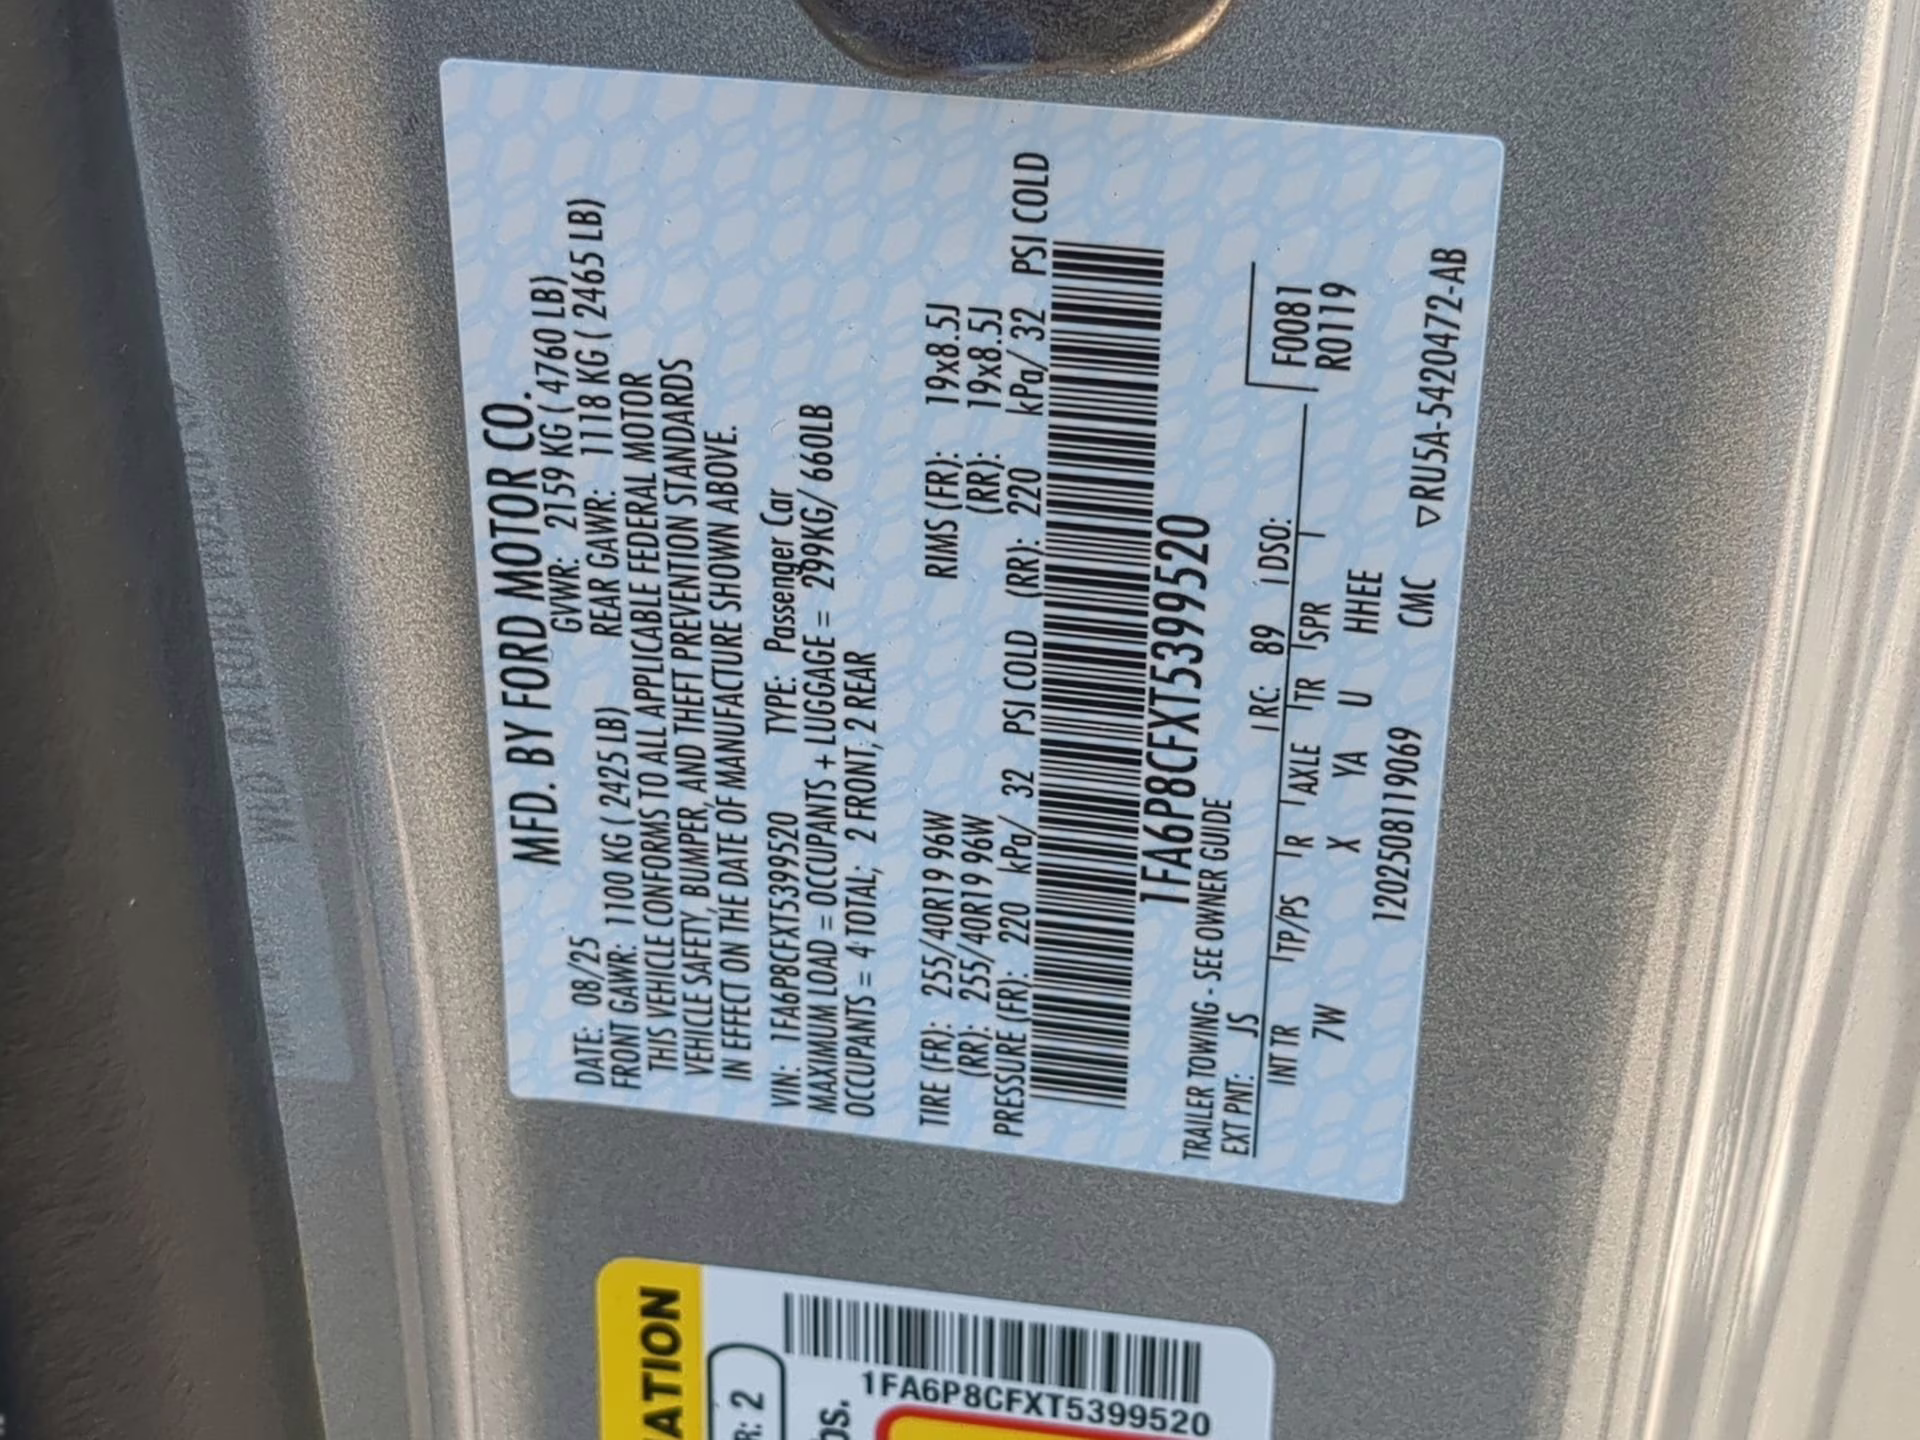 MFD. BY FORD MOTOR CO.
DATE: 08/25 GVWR: 2159 KG ( 4760 LB)
FRONT GAWR: 1100 KG ( 2425 LB) REAR GAWR: 1118 KG ( 2465 LB)
THIS VEHICLE CONFORMS TO ALL APPLICABLE FEDERAL MOTOR
VEHICLE SAFETY, BUMPER, AND THEFT PREVENTION STANDARDS
IN EFFECT ON THE DATE OF MANUFACTURE SHOWN ABOVE.
VIN: 1FA6P8CFXT5399520 TYPE: Passenger Car
MAXIMUM LOAD = OCCUPANTS + LUGGAGE = 299KG/ 660LB
OCCUPANTS = 4 TOTAL; 2 FRONT, 2 REAR
TIRE (FR): 255/40R19 96W RIMS (FR): 19x8.5J
(RR): 255/40R19 96W (RR): 19x8.5J
PRESSURE (FR): 220 kPa/ 32 PSI COLD (RR): 220 kPa/ 32 PSI COLD
1FA6P8CFXT5399520
TRAILER TOWING - SEE OWNER GUIDE
EXT PNT: JS RC: 89 DSO:
INT TR TP/PS R AXLE TR SPR F0081
7W X YA U HHEE R0119
120250811 9069 CMC ▽RU5A-5420472-AB
ATION
R: 2
bs.
1FA6P8CFXT5399520